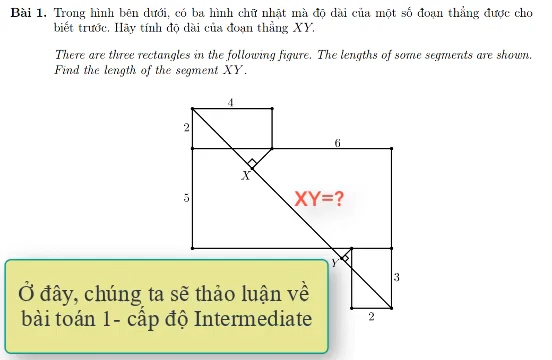 Bài 1. Trong hình bên dưới, có ba hình chữ nhật mà độ dài của một số đoạn thẳng được cho
biết trước. Hãy tính độ dài của đoạn thẳng XY.
There are three rectangles in the following figure. The lengths of some segments are shown.
Find the length of the segment XY.
4
2
6
X
5
XY=?
Y
3
2
Ở đây, chúng ta sẽ thảo luận về
bài toán 1- cấp độ Intermediate